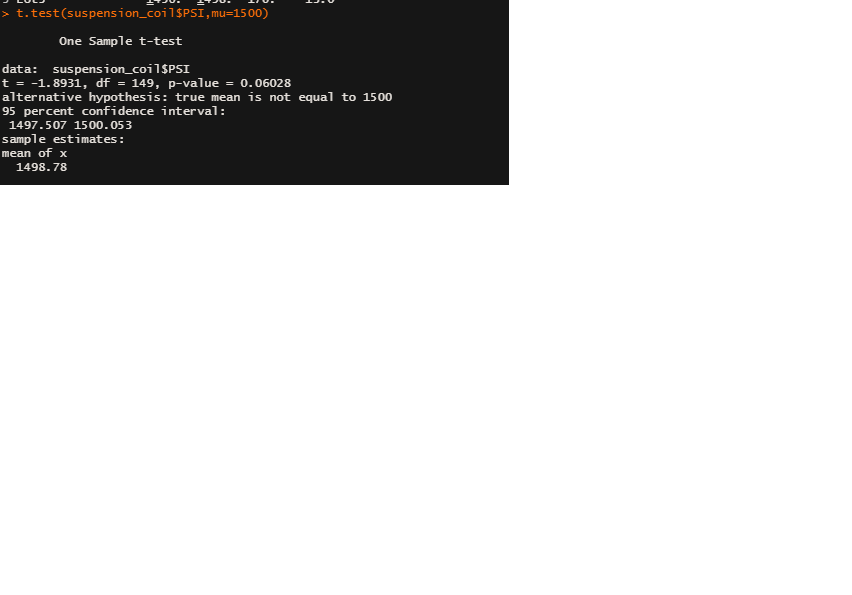 > t.test(suspension_coil$PSI,mu=1500)
One Sample t-test
data:  suspension_coil$PSI
t = -1.8931, df = 149, p-value = 0.06028
alternative hypothesis: true mean is not equal to 1500
95 percent confidence interval:
1497.507 1500.053
sample estimates:
mean of x
1498.78